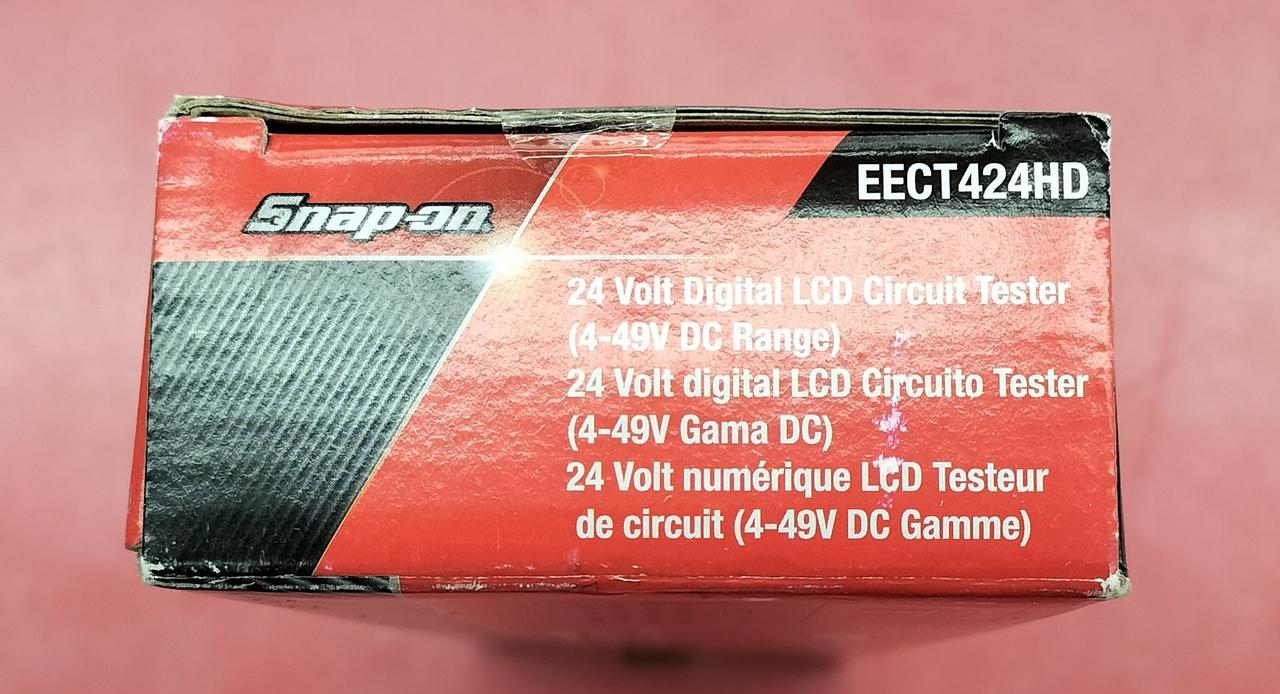 Snap-on
EECT424HD
24 Volt Digital LCD Circuit Tester
(4-49V DC Range)
24 Volt digital LCD Circuito Tester
(4-49V Gama DC)
24 Volt numérique LCD Testeur
de circuit (4-49V DC Gamme)